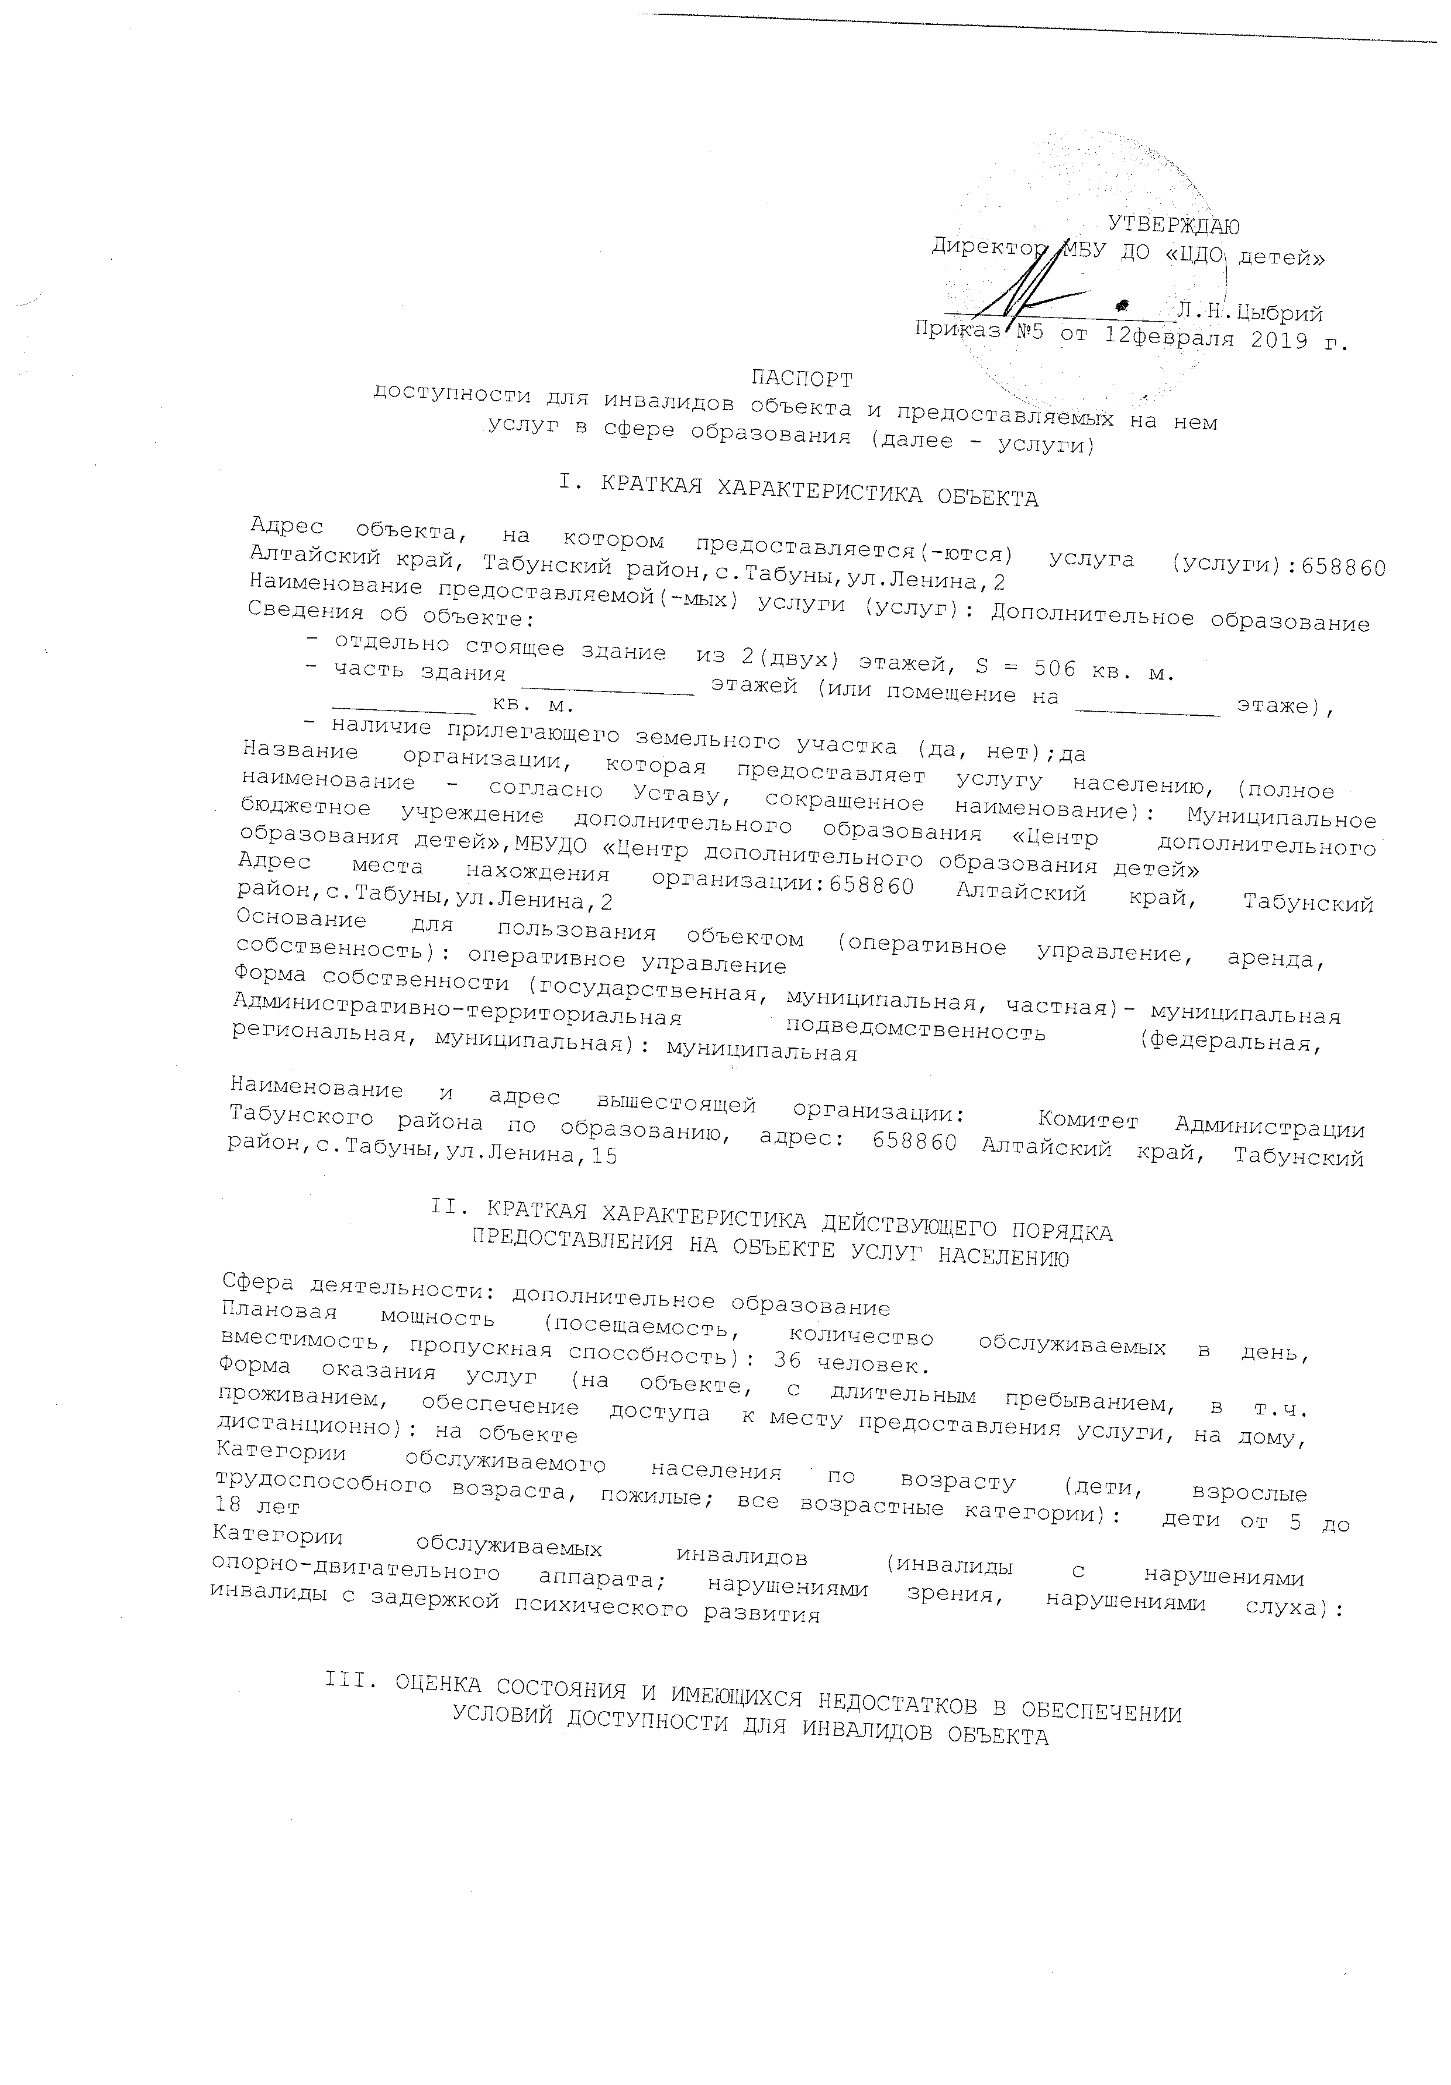 УТВЕРЖДАЮ
Директор МБУ ДО «ЦДО детей»
____________________Л.Н.Цыбрий
Приказ №5 от 12февраля 2019 г.
ПАСПОРТ
доступности для инвалидов объекта и предоставляемых на нем
услуг в сфере образования (далее - услуги)
I. КРАТКАЯ ХАРАКТЕРИСТИКА ОБЪЕКТА
Адрес объекта, на котором предоставляется(-ются) услуга (услуги):658860
Алтайский край, Табунский район,с.Табуны,ул.Ленина,2
Наименование предоставляемой(-мых) услуги (услуг): Дополнительное образование
Сведения об объекте:
- отдельно стоящее здание из 2(двух) этажей, S = 506 кв. м.
- часть здания ____________ этажей (или помещение на __________ этаже),
__________ кв. м.
- наличие прилегающего земельного участка (да, нет);да
Название организации, которая предоставляет услугу населению, (полное
наименование - согласно Уставу, сокращенное наименование): Муниципальное
бюджетное учреждение дополнительного образования «Центр дополнительного
образования детей»,МБУДО «Центр дополнительного образования детей»
Адрес места нахождения организации:658860 Алтайский край, Табунский
район,с.Табуны,ул.Ленина,2
Основание для пользования объектом (оперативное управление, аренда,
собственность): оперативное управление
Форма собственности (государственная, муниципальная, частная)- муниципальная
Административно-территориальная подведомственность (федеральная,
региональная, муниципальная): муниципальная
Наименование и адрес вышестоящей организации: Комитет Администрации
Табунского района по образованию, адрес: 658860 Алтайский край, Табунский
район,с.Табуны,ул.Ленина,15
II. КРАТКАЯ ХАРАКТЕРИСТИКА ДЕЙСТВУЮЩЕГО ПОРЯДКА
ПРЕДОСТАВЛЕНИЯ НА ОБЪЕКТЕ УСЛУГ НАСЕЛЕНИЮ
Сфера деятельности: дополнительное образование
Плановая мощность (посещаемость, количество обслуживаемых в день,
вместимость, пропускная способность): 36 человек.
Форма оказания услуг (на объекте, с длительным пребыванием, в т.ч.
проживанием, обеспечение доступа к месту предоставления услуги, на дому,
дистанционно): на объекте
Категории обслуживаемого населения по возрасту (дети, взрослые
трудоспособного возраста, пожилые; все возрастные категории): дети от 5 до
18 лет
Категории обслуживаемых инвалидов (инвалиды с нарушениями
опорно-двигательного аппарата; нарушениями зрения, нарушениями слуха):
инвалиды с задержкой психического развития
III. ОЦЕНКА СОСТОЯНИЯ И ИМЕЮЩИХСЯ НЕДОСТАТКОВ В ОБЕСПЕЧЕНИИ
УСЛОВИЙ ДОСТУПНОСТИ ДЛЯ ИНВАЛИДОВ ОБЪЕКТА